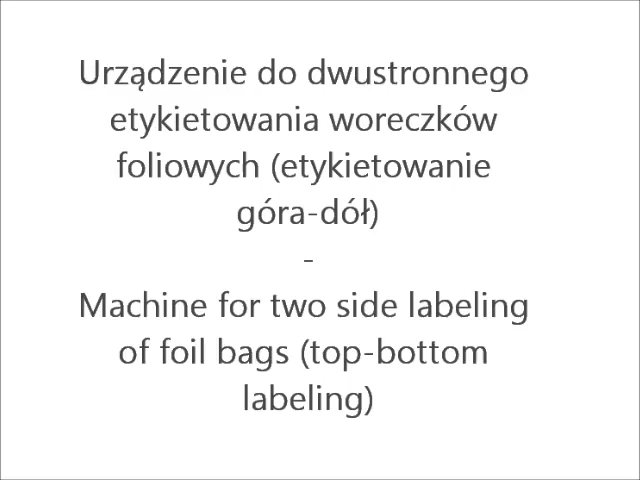 Urządzenie do dwustronnego
etykietowania woreczków
foliowych (etykietowanie
góra-dół)
-
Machine for two side labeling
of foil bags (top-bottom
labeling)